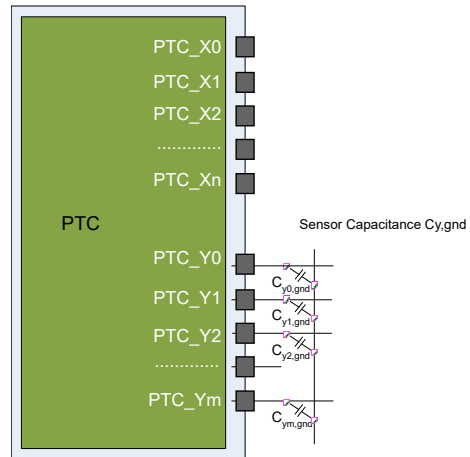 PTC_X0
PTC_X1
PTC_X2
.............
PTC_Xn
PTC
Sensor Capacitance Cy,gnd
PTC_Y0
Cy0,gnd
PTC_Y1
Cy1,gnd
PTC_Y2
Cy2,gnd
.............
PTC_Ym
Cym,gnd